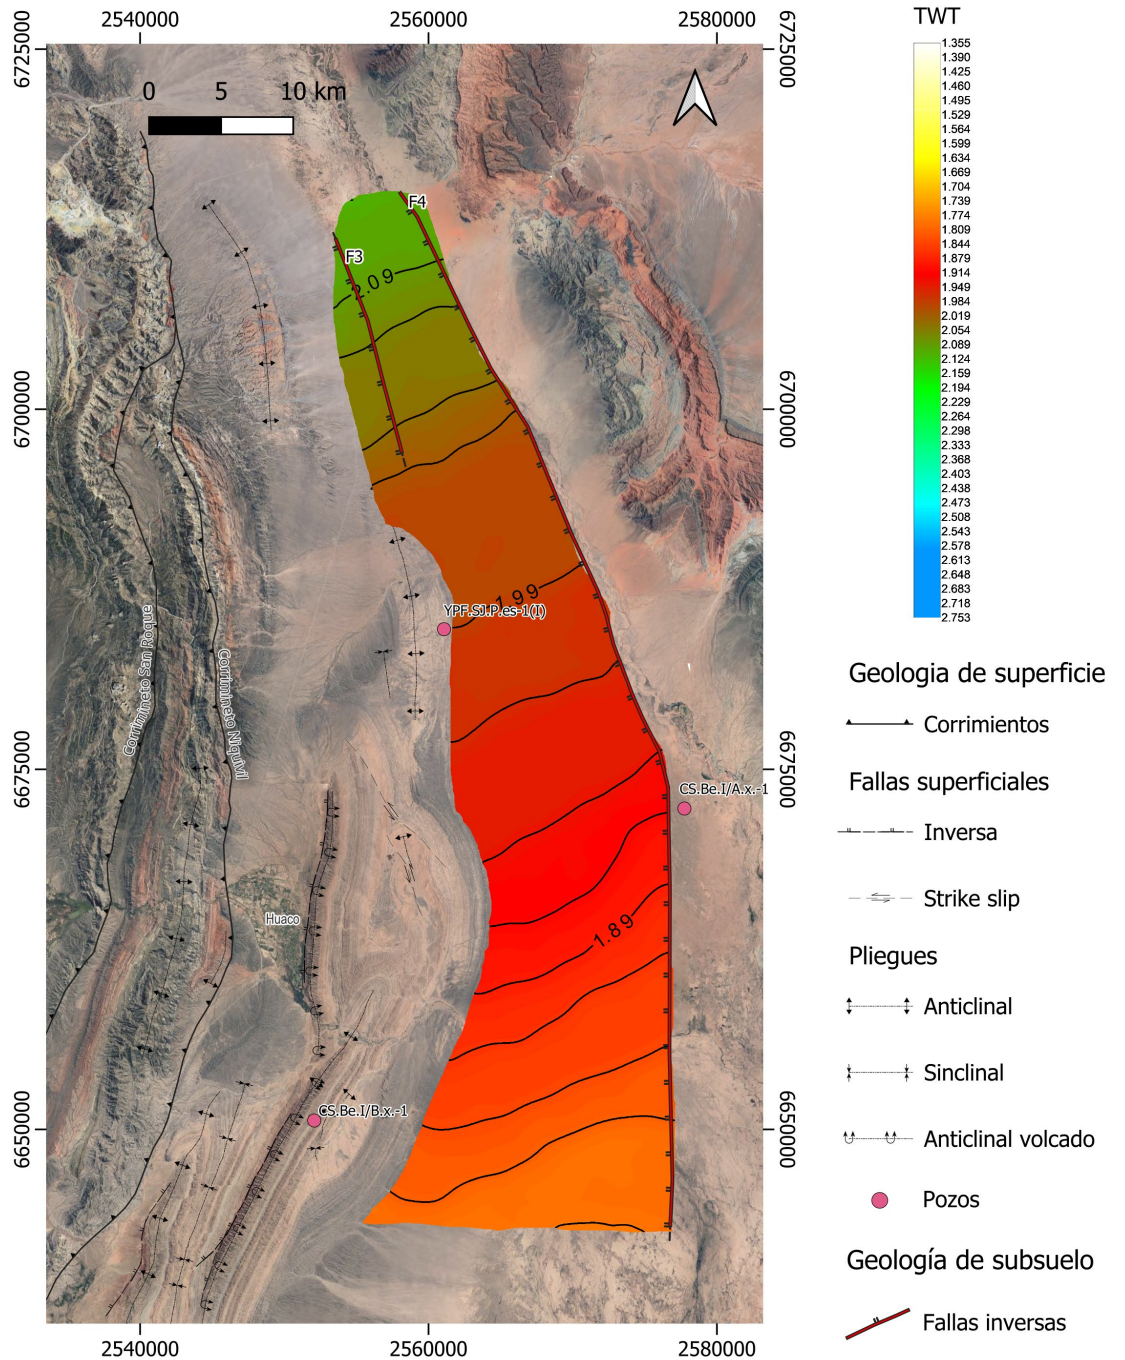 2540000
2560000
2580000
6725000
6725000
0
5
10 km
F4
F3
2.09
6700000
6700000
1.99
YPF.SJ.P.es-1(I)
Corrimineto San Roque
Corrimineto Niquivil
6675000
6675000
CS.Be.I/A.x.-1
Huaco
1.89
CS.Be.I/B.x.-1
6650000
6650000
2540000
2560000
2580000
TWT
1.355
1.390
1.425
1.460
1.495
1.529
1.564
1.599
1.634
1.669
1.704
1.739
1.774
1.809
1.844
1.879
1.914
1.949
1.984
2.019
2.054
2.089
2.124
2.159
2.194
2.229
2.264
2.298
2.333
2.368
2.403
2.438
2.473
2.508
2.543
2.578
2.613
2.648
2.683
2.718
2.753
Geologia de superficie
Corrimientos
Fallas superficiales
Inversa
Strike slip
Pliegues
Anticlinal
Sinclinal
Anticlinal volcado
Pozos
Geología de subsuelo
Fallas inversas